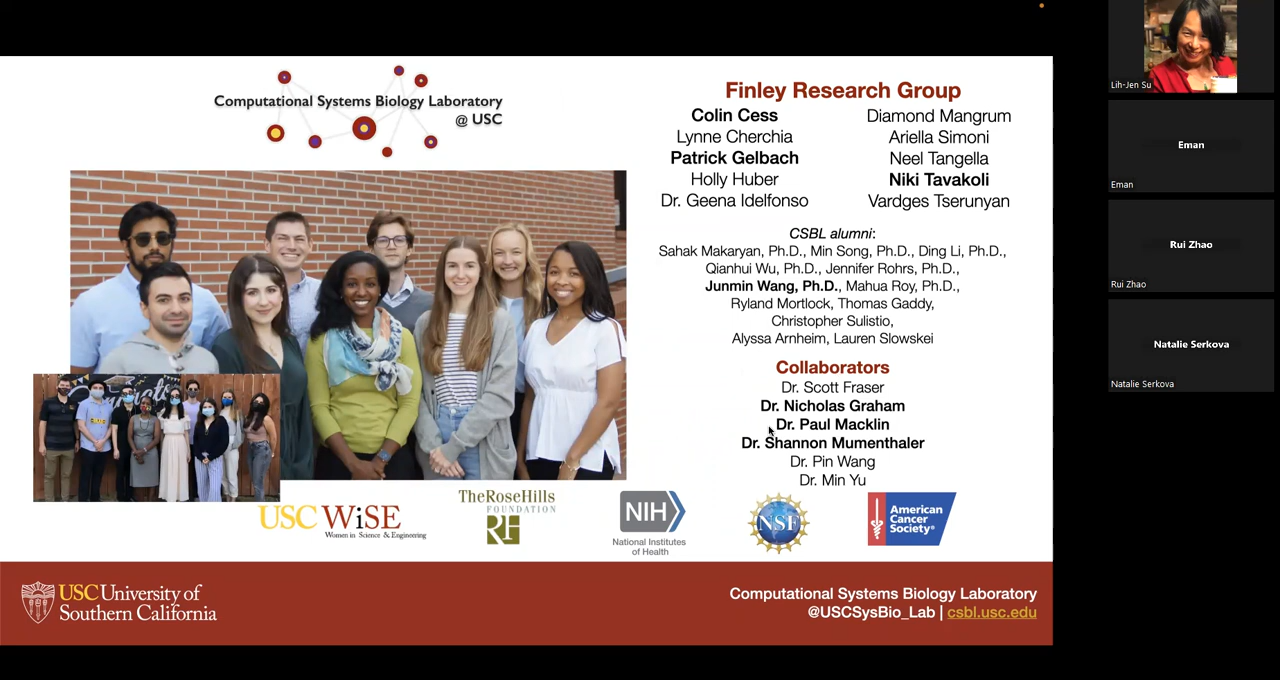 Computational Systems Biology Laboratory
@ USC
Finley Research Group
Colin Cess
Lynne Cherchia
Patrick Gelbach
Holly Huber
Dr. Geena Idelfonso
Diamond Mangrum
Ariella Simoni
Neel Tangella
Niki Tavakoli
Vardges Tserunyan
CSBL alumni:
Sahak Makaryan, Ph.D., Min Song, Ph.D., Ding Li, Ph.D.,
Qianhui Wu, Ph.D., Jennifer Rohrs, Ph.D.,
Junmin Wang, Ph.D., Mahua Roy, Ph.D.,
Ryland Mortlock, Thomas Gaddy,
Christopher Sulistio,
Alyssa Arnheim, Lauren Slowskei
Collaborators
Dr. Scott Fraser
Dr. Nicholas Graham
Dr. Paul Macklin
Dr. Shannon Mumenthaler
Dr. Pin Wang
Dr. Min Yu
USC WiSE
Women in Science & Engineering
TheRoseHills
FOUNDATION
RH
NIH
National Institutes
of Health
NSF
American
Cancer
Society®
USC University of
Southern California
Computational Systems Biology Laboratory
@USCSysBio_Lab | csbl.usc.edu
Lih-Jen Su
Eman
Eman
Rui Zhao
Rui Zhao
Natalie Serkova
Natalie Serkova